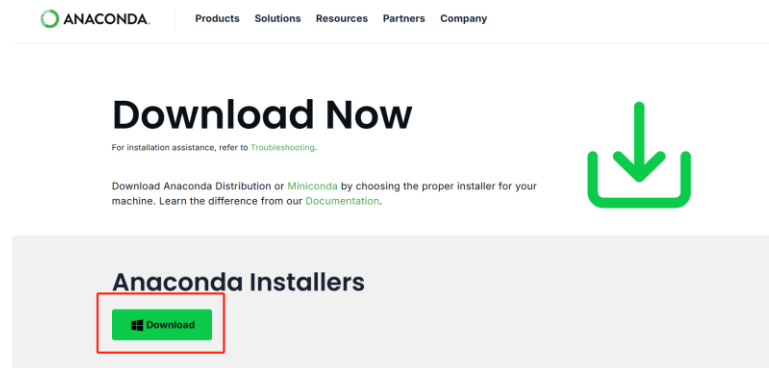 ANACONDA.
Products Solutions Resources Partners Company
Download Now
For installation assistance, refer to Troubleshooting.
Download Anaconda Distribution or Miniconda by choosing the proper installer for your
machine. Learn the difference from our Documentation.
Anaconda Installers
Download